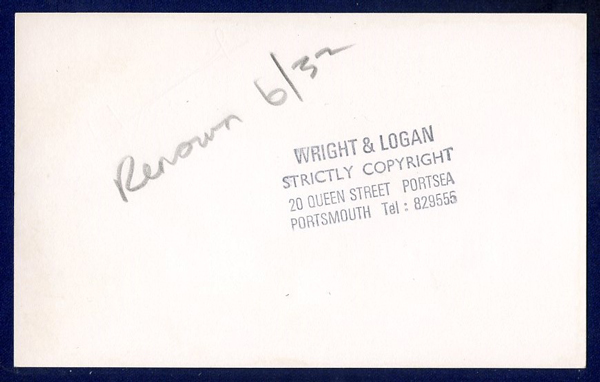 Renown 6/32
WRIGHT & LOGAN
STRICTLY COPYRIGHT
20 QUEEN STREET PORTSEA
PORTSMOUTH Tel : 829555